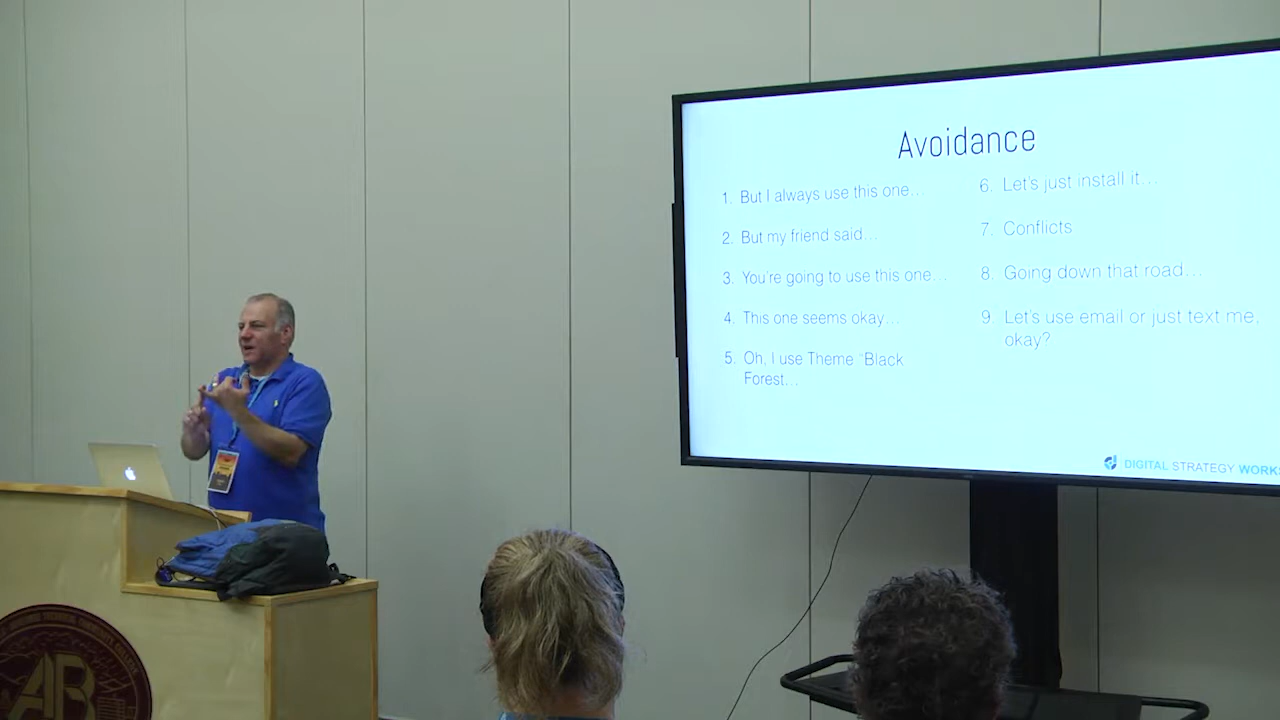 Avoidance
1. But I always use this one...
2. But my friend said...
3. You're going to use this one...
4. This one seems okay...
5. Oh, I use Theme “Black
Forest...
6. Let's just install it...
7. Conflicts
8. Going down that road...
9. Let's use email or just text me,
okay?
DIGITAL STRATEGY WORKS
AB